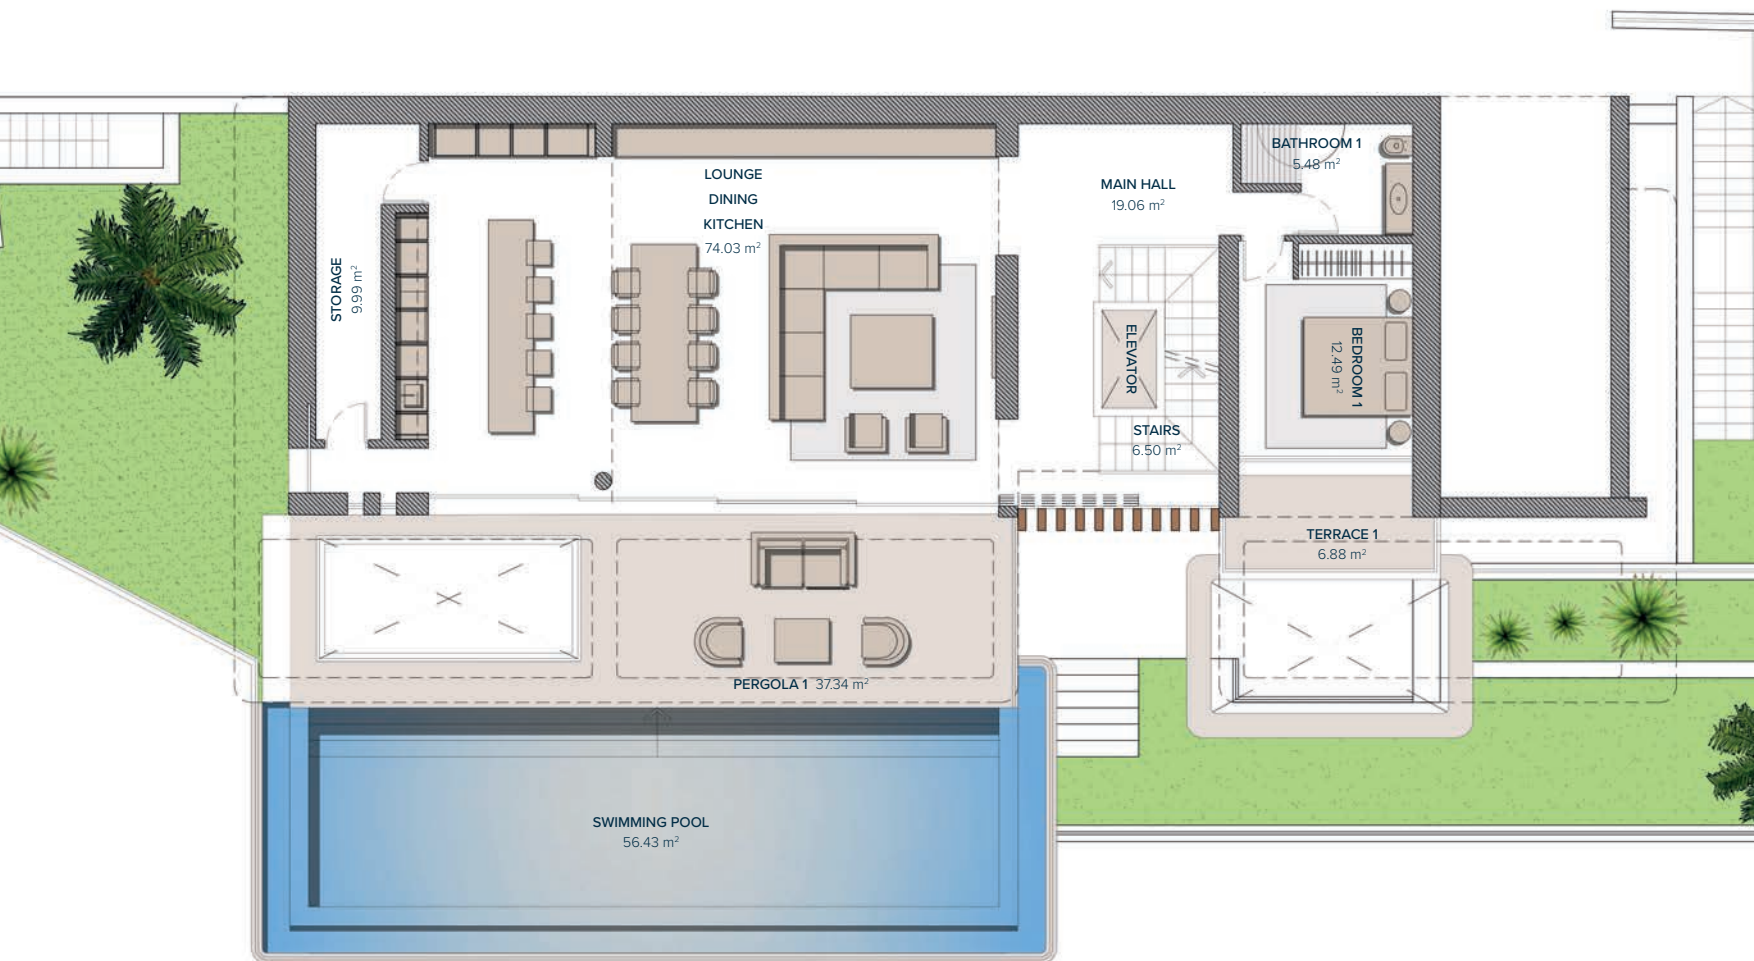 BATHROOM 1
5.48 m²
LOUNGE
DINING
KITCHEN
74.03 m²
MAIN HALL
19.06 m²
STORAGE
9.99 m²
ELEVATOR
BEDROOM 1
12.49 m²
STAIRS
6.50 m²
TERRACE 1
6.88 m²
PERGOLA 1 37.34 m²
SWIMMING POOL
56.43 m²